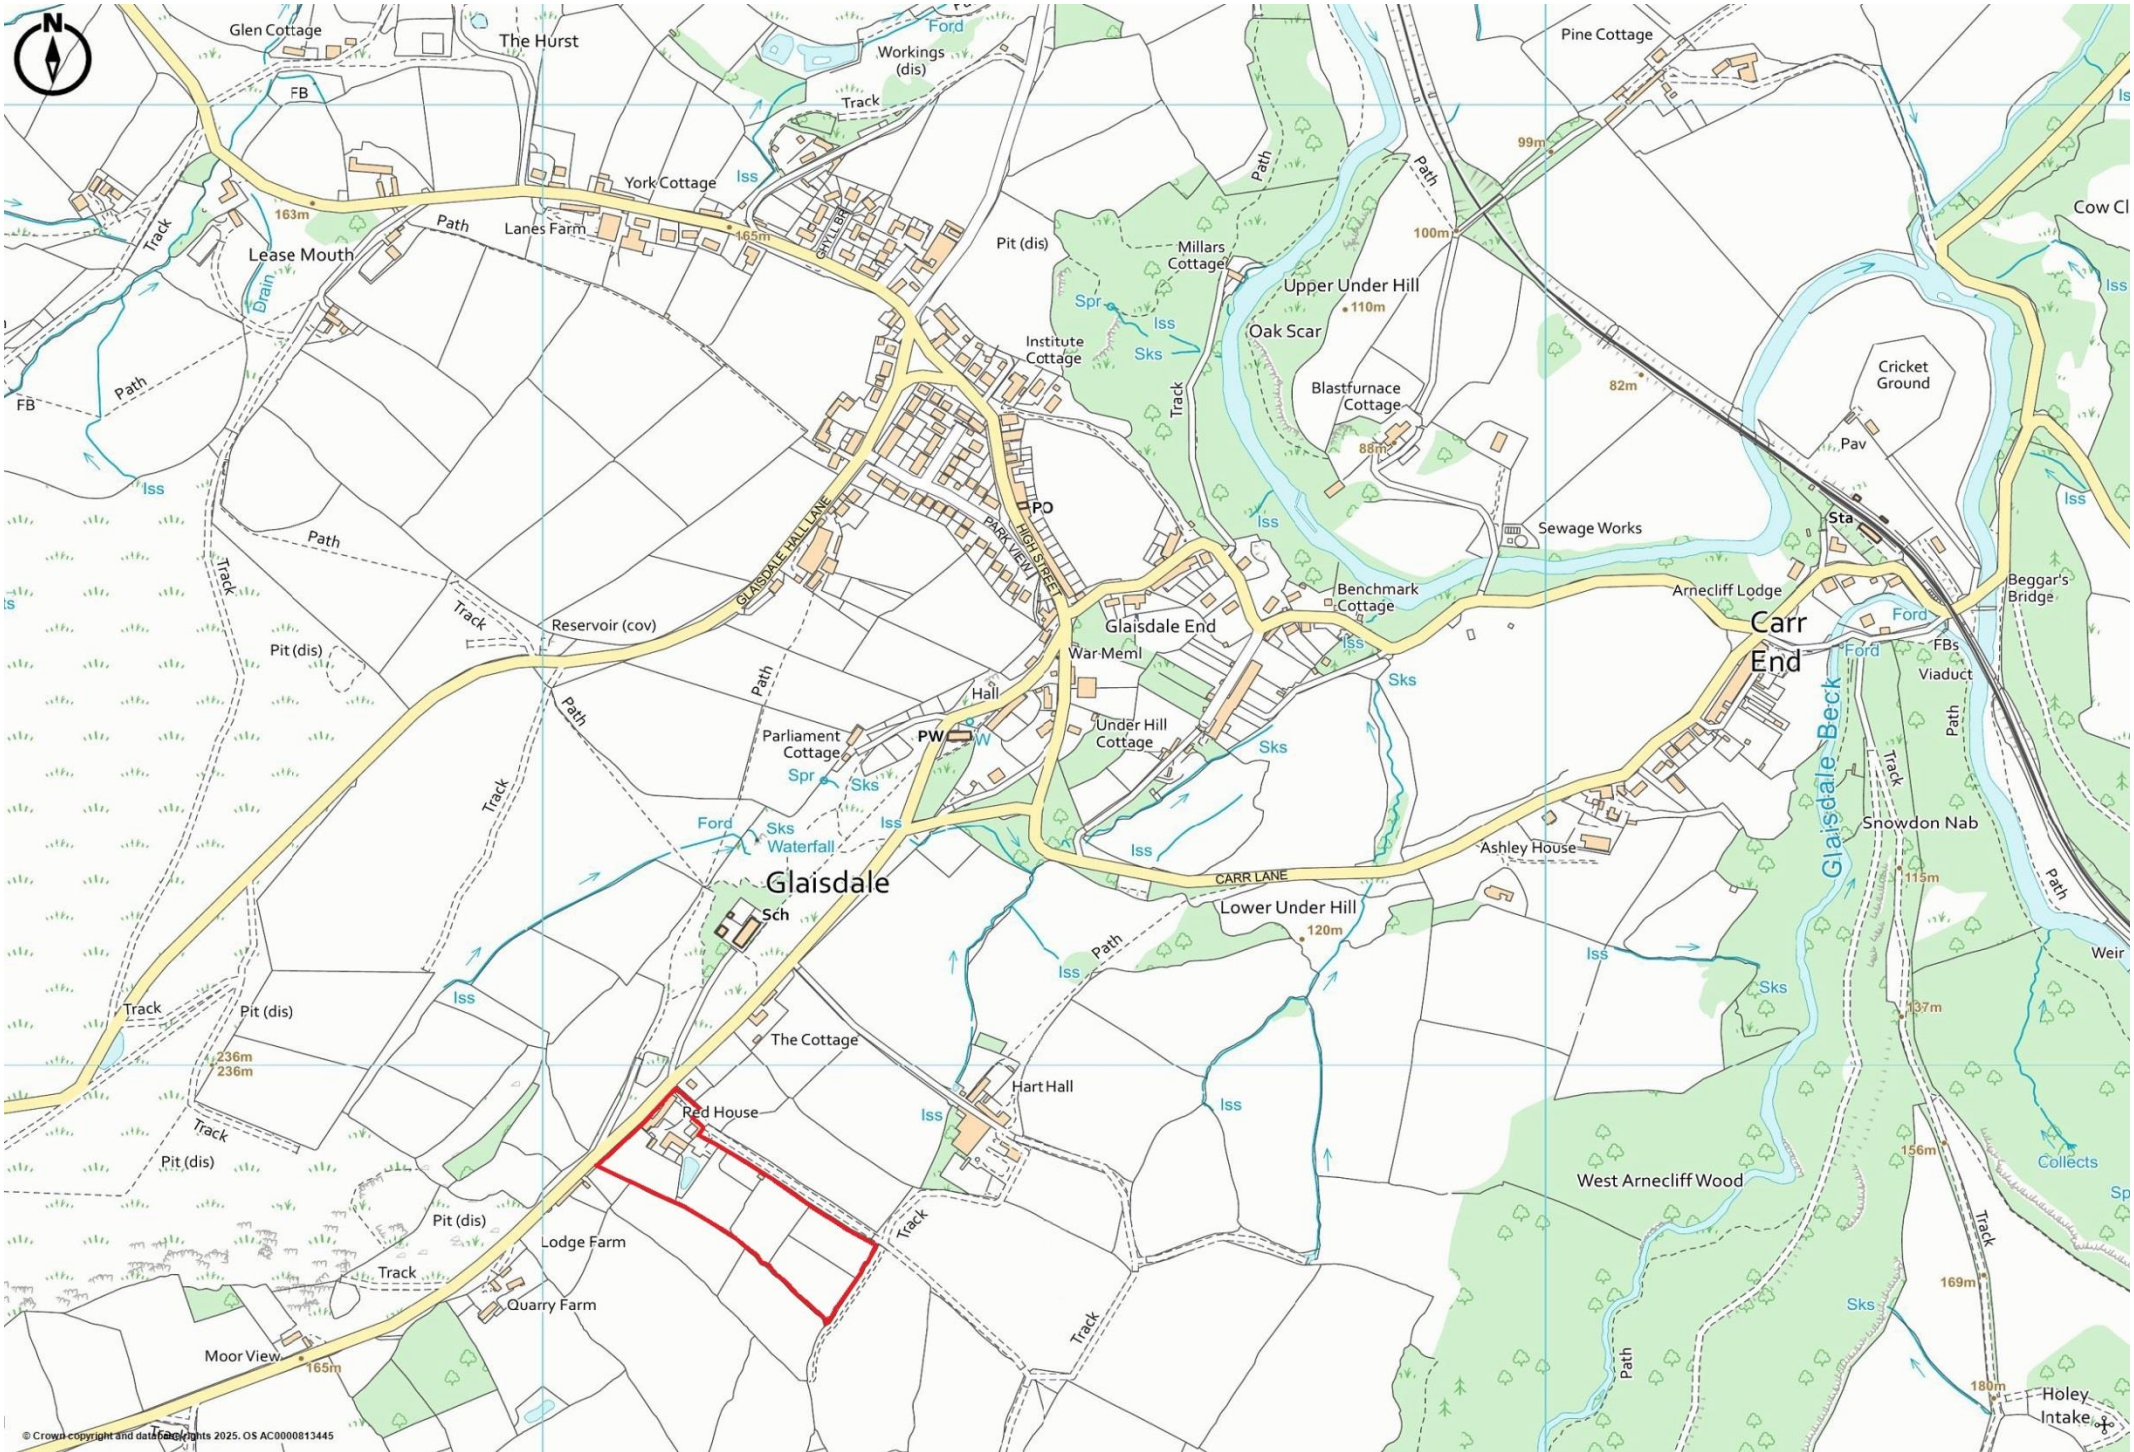 N
Glen Cottage
The Hurst
Ford
Workings
(dis)
Pine Cottage
FB
Track
99m
Path
Path
Iss
York Cottage
163m
Track
Path
Lanes Farm
165m
GHYLL BR
Pit (dis)
Millars
Cottage
100m
Cow Cl
Lease Mouth
Drain
Spr
Iss
Sks
Upper Under Hill
110m
Oak Scar
Iss
Institute
Cottage
Path
FB
Track
Blastfurnace
Cottage
82m
Cricket
Ground
88m
Pav
Iss
Iss
PO
Iss
Sewage Works
Sta
Path
Track
GLAISDALE HALL LANE
PARK VIEW
HIGH STREET
Track
Reservoir (cov)
Pit (dis)
Benchmark
Cottage
Glaisdale End
Iss
War Meml
Arnecliff Lodge
Carr
End
Ford
Ford
Beggar's
Bridge
FBs
Viaduct
Path
Path
Hall
Sks
PW
W
Parliament
Cottage
Under Hill
Cottage
Sks
Spr
Sks
Track
Glaisdale Beck
Track
Path
Ford
Sks
Waterfall
Iss
Iss
Ashley House
Snowdon Nab
115m
Path
Glaisdale
CARR LANE
Sch
Lower Under Hill
120m
Path
Iss
Iss
Sks
Weir
Iss
Track
Pit (dis)
137m
The Cottage
236m
236m
Hart Hall
Red House
Iss
Iss
Track
Pit (dis)
156m
Collects
West Arnecliff Wood
Sp
Pit (dis)
Lodge Farm
Track
Track
Track
169m
Quarry Farm
Track
Sks
Moor View
165m
Path
180m
Holey
Intake
Track
© Crown copyright and database rights 2025. OS AC0000813445